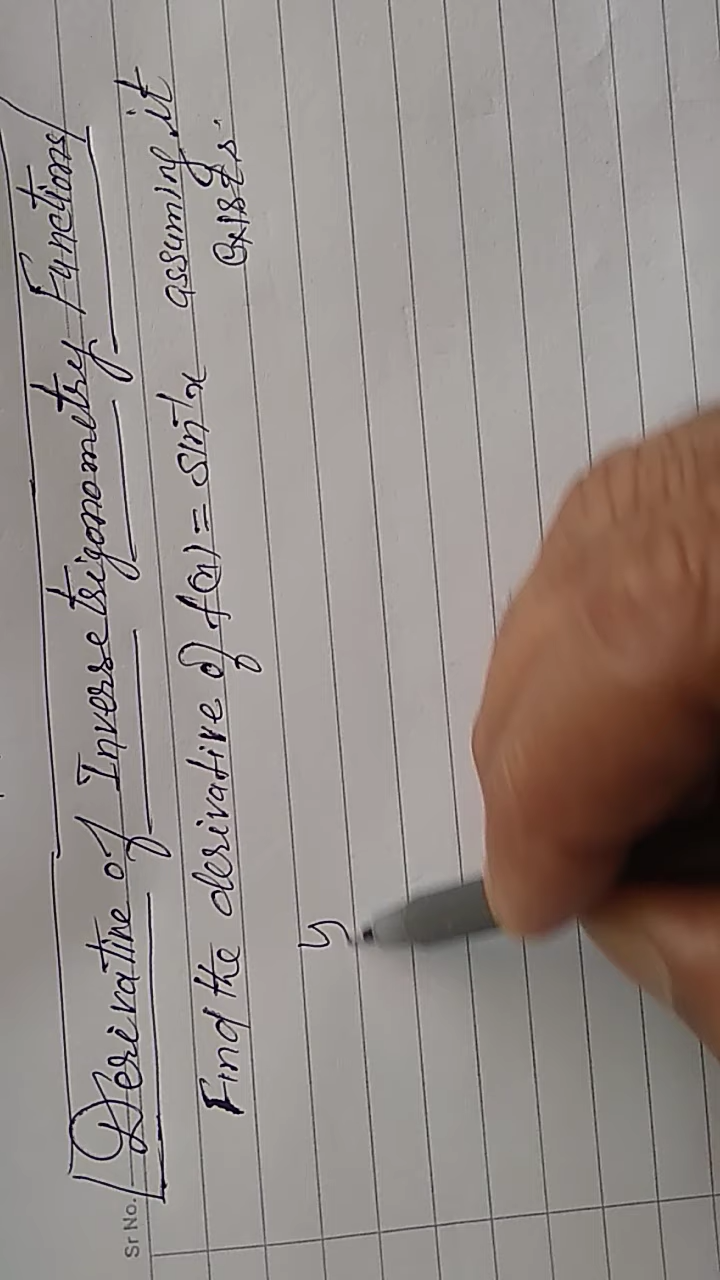 Sr No.
Derivative of Inverse trigonometry Functions
Find the derivative of f(x) = sin⁻¹x assuming it
exists.
y